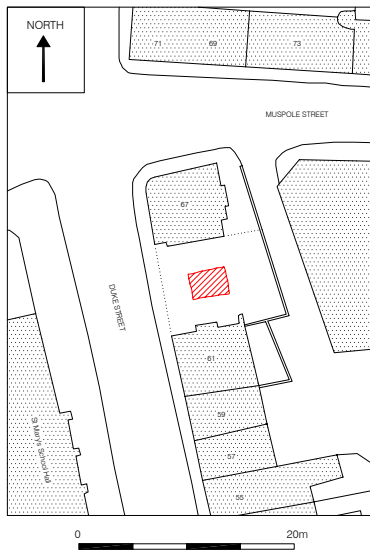 NORTH
71
69
73
MUSPOLE STREET
67
DUKE STREET
61
59
57
55
St Mary's School Hall
0
20m